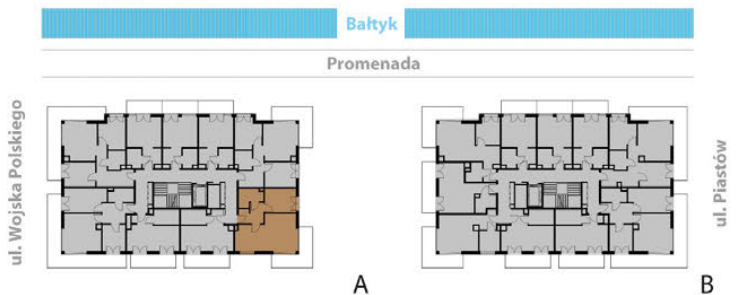 Bałtyk
Promenada
ul. Wojska Polskiego
ul. Piastów
A
B